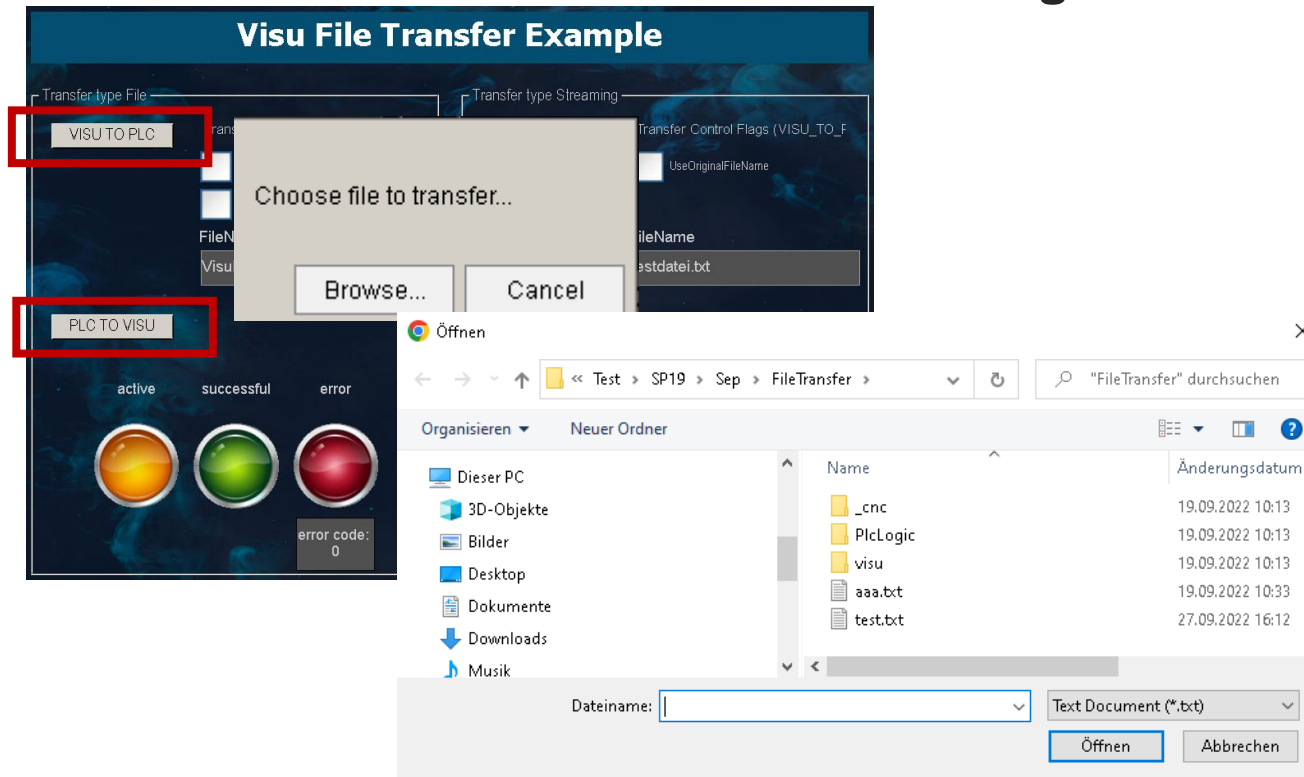 Visu File Transfer Example
Transfer type File
Transfer type Streaming
VISU TO PLC
Transfer Control Flags (VISU_TO_P
UseOriginalFileName
Choose file to transfer...
Browse...
Cancel
estdatei.txt
PLC TO VISU
active
successful
error
error code:
0
Öffnen
« Test › SP19 › Sep › FileTransfer ›
"FileTransfer" durchsuchen
Organisieren
Neuer Ordner
Dieser PC
3D-Objekte
Bilder
Desktop
Dokumente
Downloads
Musik
Name
Änderungsdatum
_cnc
19.09.2022 10:13
PlcLogic
19.09.2022 10:13
visu
19.09.2022 10:13
aaa.txt
19.09.2022 10:33
test.txt
27.09.2022 16:12
Dateiname:
Text Document (*.txt)
Öffnen
Abbrechen